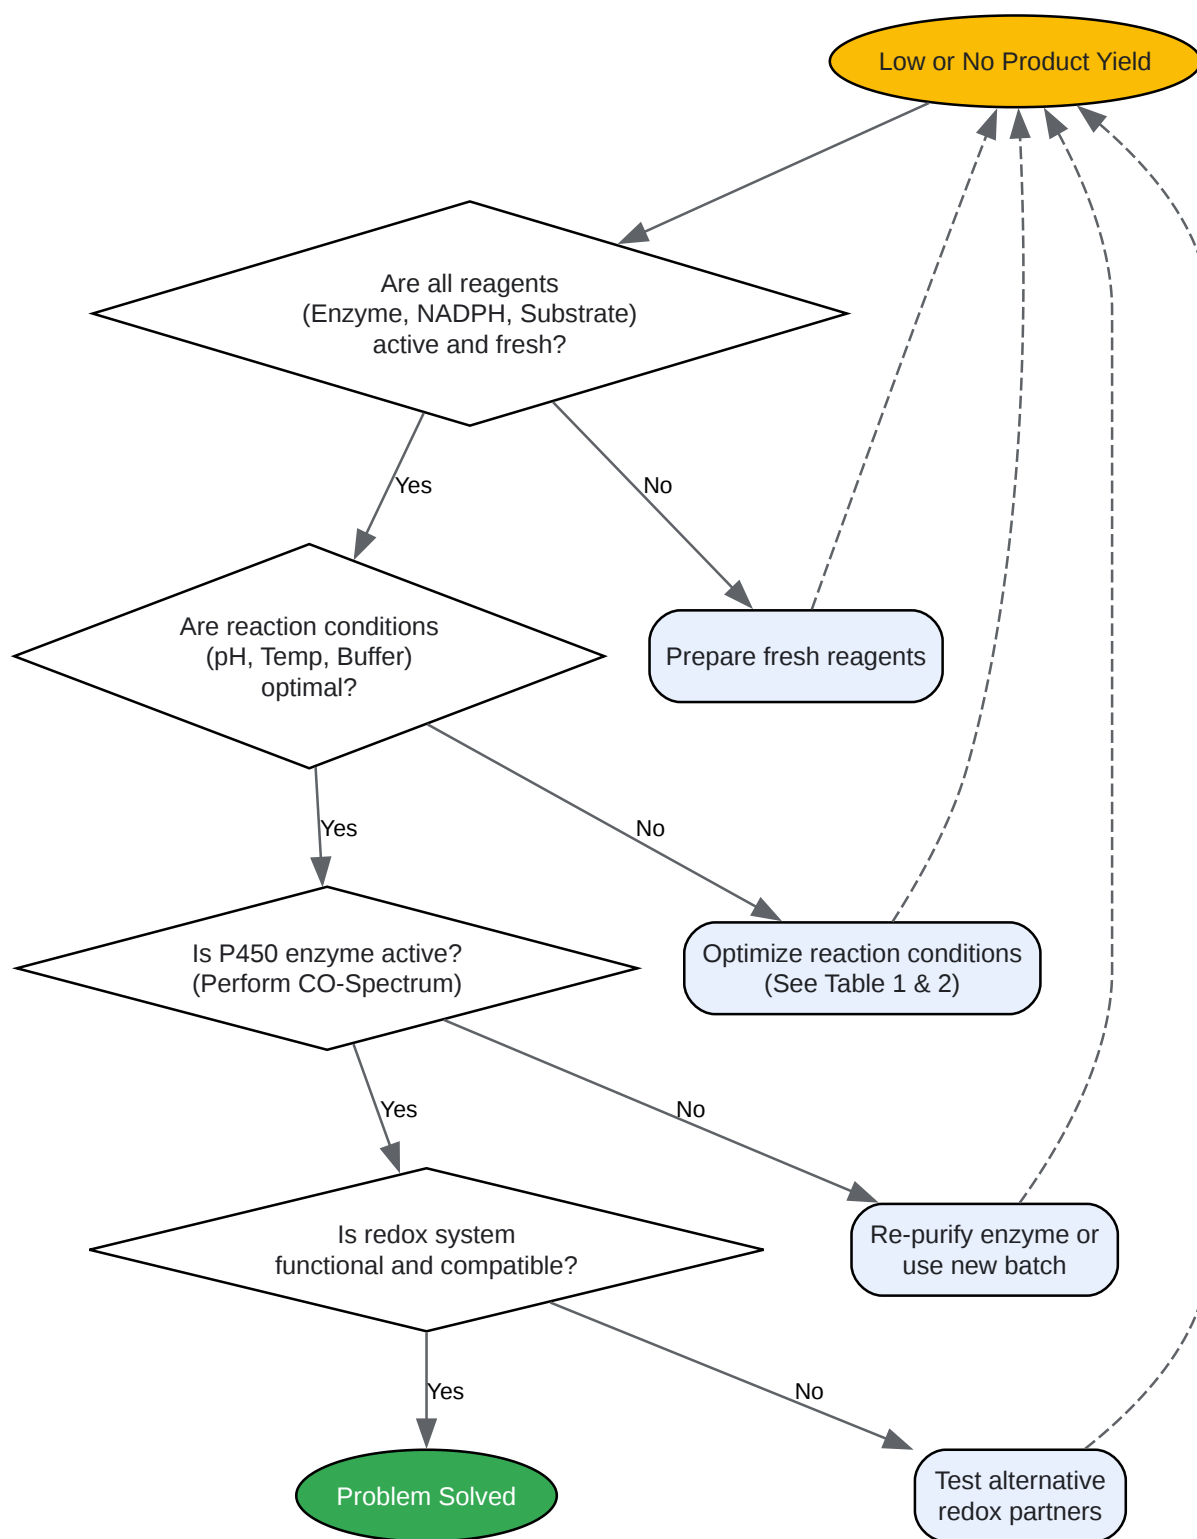 Low or No Product Yield
Are all reagents
(Enzyme, NADPH, Substrate)
active and fresh?
Yes
No
Are reaction conditions
(pH, Temp, Buffer)
optimal?
Prepare fresh reagents
Yes
No
Is P450 enzyme active?
(Perform CO-Spectrum)
Optimize reaction conditions
(See Table 1 & 2)
Yes
No
Is redox system
functional and compatible?
Re-purify enzyme or
use new batch
Yes
No
Problem Solved
Test alternative
redox partners